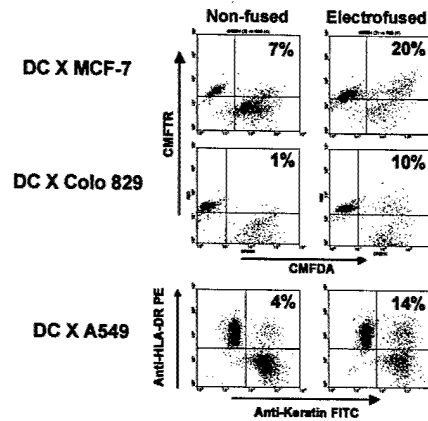 Non-fused Electrofused
DC X MCF-7
7% 20%
CMFTR
DC X Colo 829
1% 10%
CMFDA
DC X A549
4% 14%
Anti-HLA-DR PE
Anti-Keratin FITC